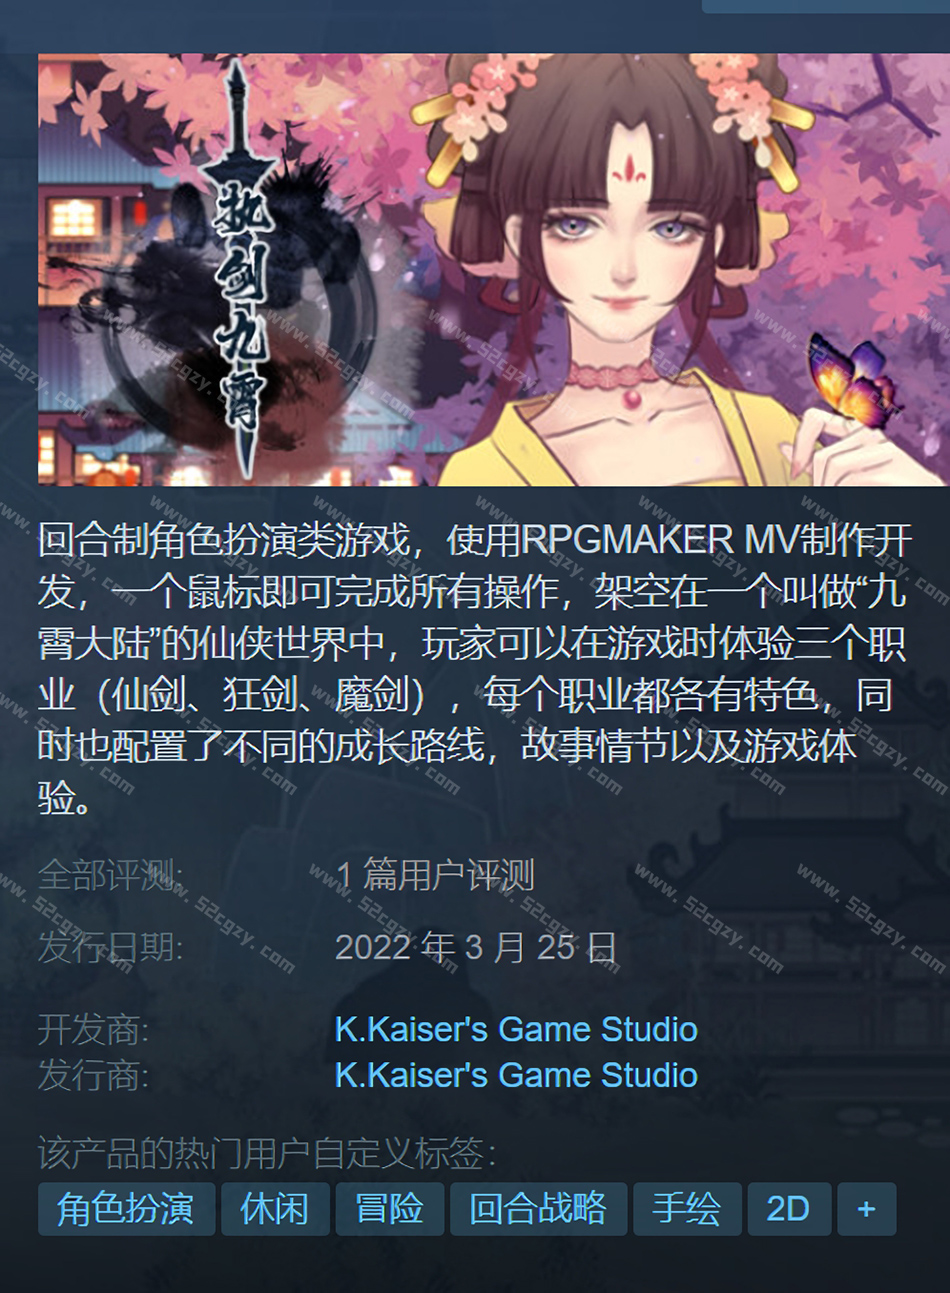 执剑九霄
回合制角色扮演类游戏，使用RPGMAKER MV制作开
发，一个鼠标即可完成所有操作，架空在一个叫做“九
霄大陆”的仙侠世界中，玩家可以在游戏时体验三个职
业（仙剑、狂剑、魔剑），每个职业都各有特色，同
时也配置了不同的成长路线，故事情节以及游戏体
验。
全部评测: 1 篇用户评测
发行日期: 2022 年 3 月 25 日
开发商: K.Kaiser's Game Studio
发行商: K.Kaiser's Game Studio
该产品的热门用户自定义标签：
角色扮演 休闲 冒险 回合战略 手绘 2D +
www.52cgzy.com